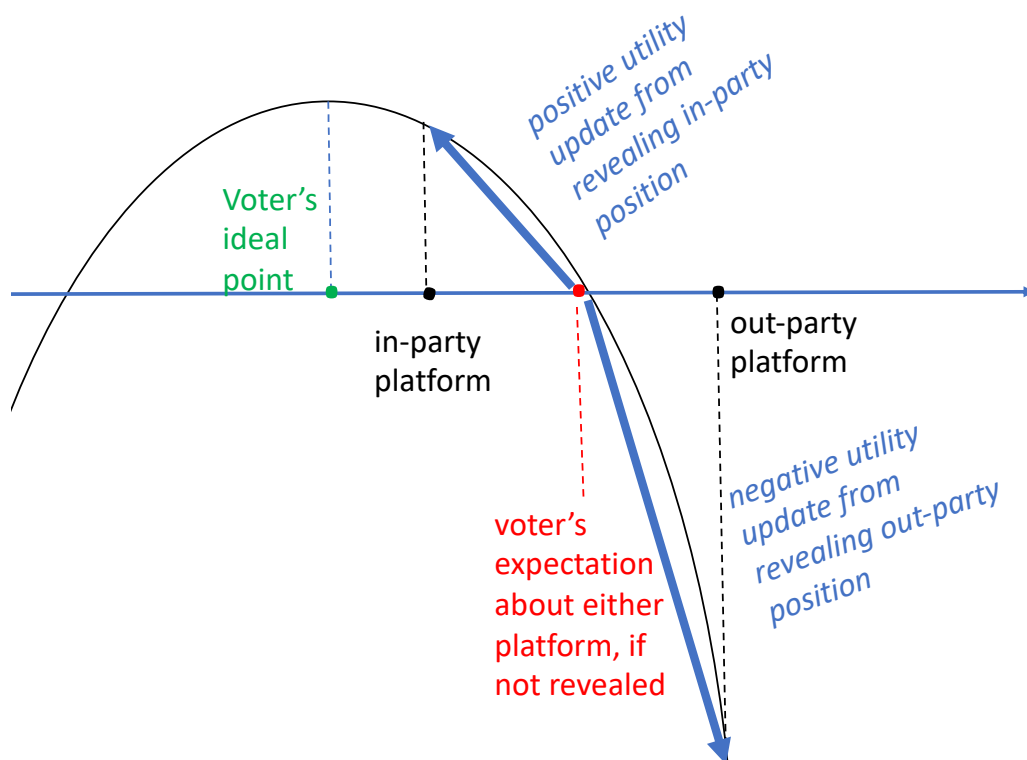 positive utility
update from
revealing in-party
position
Voter’s
ideal
point
in-party
platform
out-party
platform
voter’s
expectation
about either
platform, if
not revealed
negative utility
update from
revealing out-party
position